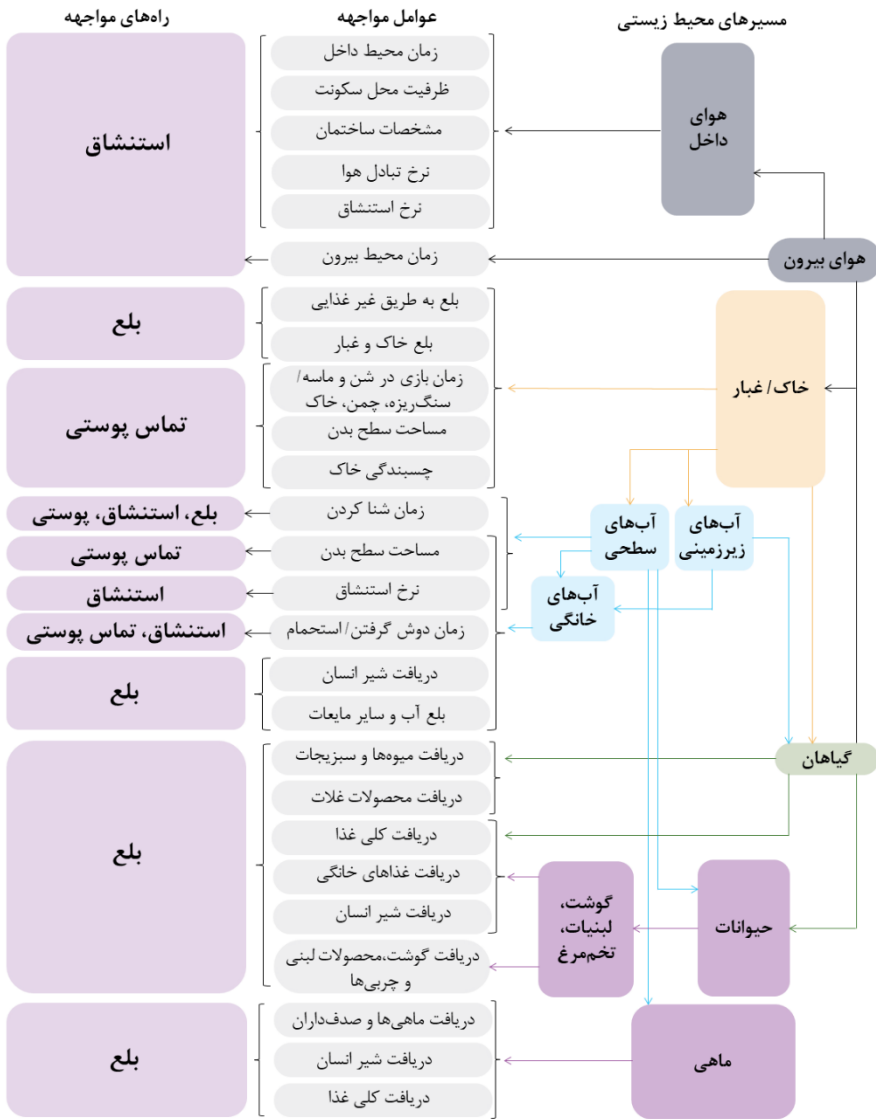 مسیرهای محیط زیستی
عوامل مواجهه
راه‌های مواجهه
هوای
داخل
زمان محیط داخل
ظرفیت محل سکونت
مشخصات ساختمان
نرخ تبادل هوا
نرخ استنشاق
استنشاق
هوای بیرون
زمان محیط بیرون
خاک/ غبار
بلع به طریق غیر غذایی
بلع خاک و غبار
بلع
زمان بازی در شن و ماسه/
سنگ‌ریزه، چمن، خاک
مساحت سطح بدن
چسبندگی خاک
تماس پوستی
آب‌های
زیرزمینی
آب‌های
سطحی
آب‌های
خانگی
زمان شنا کردن
بلع، استنشاق، پوستی
مساحت سطح بدن
تماس پوستی
نرخ استنشاق
استنشاق
زمان دوش گرفتن/ استحمام
استنشاق، تماس پوستی
دریافت شیر انسان
بلع آب و سایر مایعات
بلع
گیاهان
دریافت میوه‌ها و سبزیجات
دریافت محصولات غلات
دریافت کلی غذا
دریافت غذاهای خانگی
دریافت شیر انسان
دریافت گوشت،محصولات لبنی
و چربی‌ها
بلع
حیوانات
گوشت،
لبنیات،
تخم‌مرغ
ماهی
دریافت ماهی‌ها و صدف‌داران
دریافت شیر انسان
دریافت کلی غذا
بلع